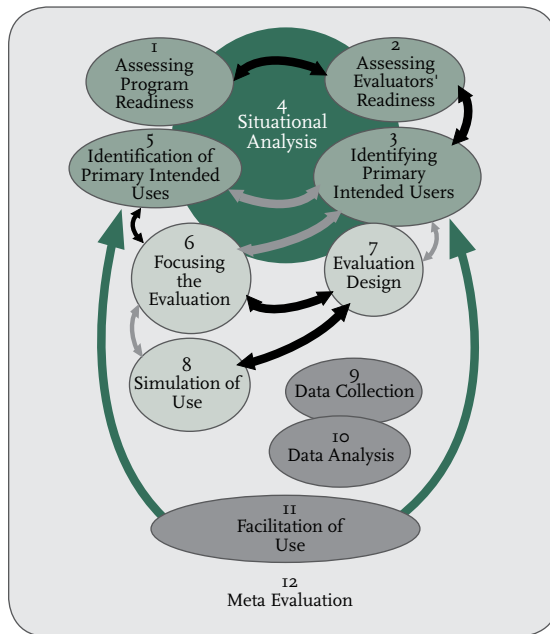 1
Assessing
Program
Readiness
2
Assessing
Evaluators'
Readiness
4
Situational
Analysis
5
Identification of
Primary Intended
Uses
3
Identifying
Primary
Intended Users
6
Focusing
the
Evaluation
7
Evaluation
Design
8
Simulation of
Use
9
Data Collection
10
Data Analysis
11
Facilitation of
Use
12
Meta Evaluation